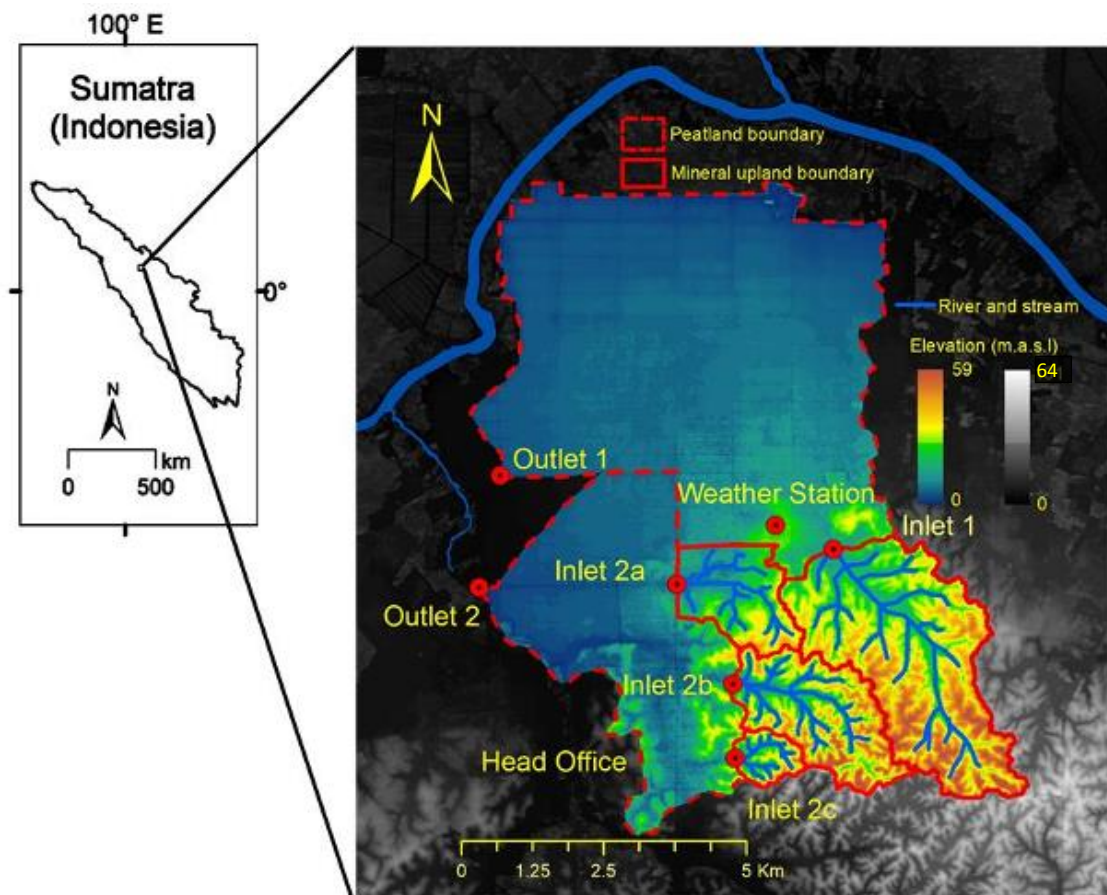 100° E
Sumatra
(Indonesia)
0°
N
km
0 500
N
Peatland boundary
Mineral upland boundary
River and stream
Elevation (m.a.s.l)
59 64
0 0
Outlet 1
Weather Station
Inlet 1
Inlet 2a
Outlet 2
Inlet 2b
Head Office
Inlet 2c
0 1.25 2.5 5 Km